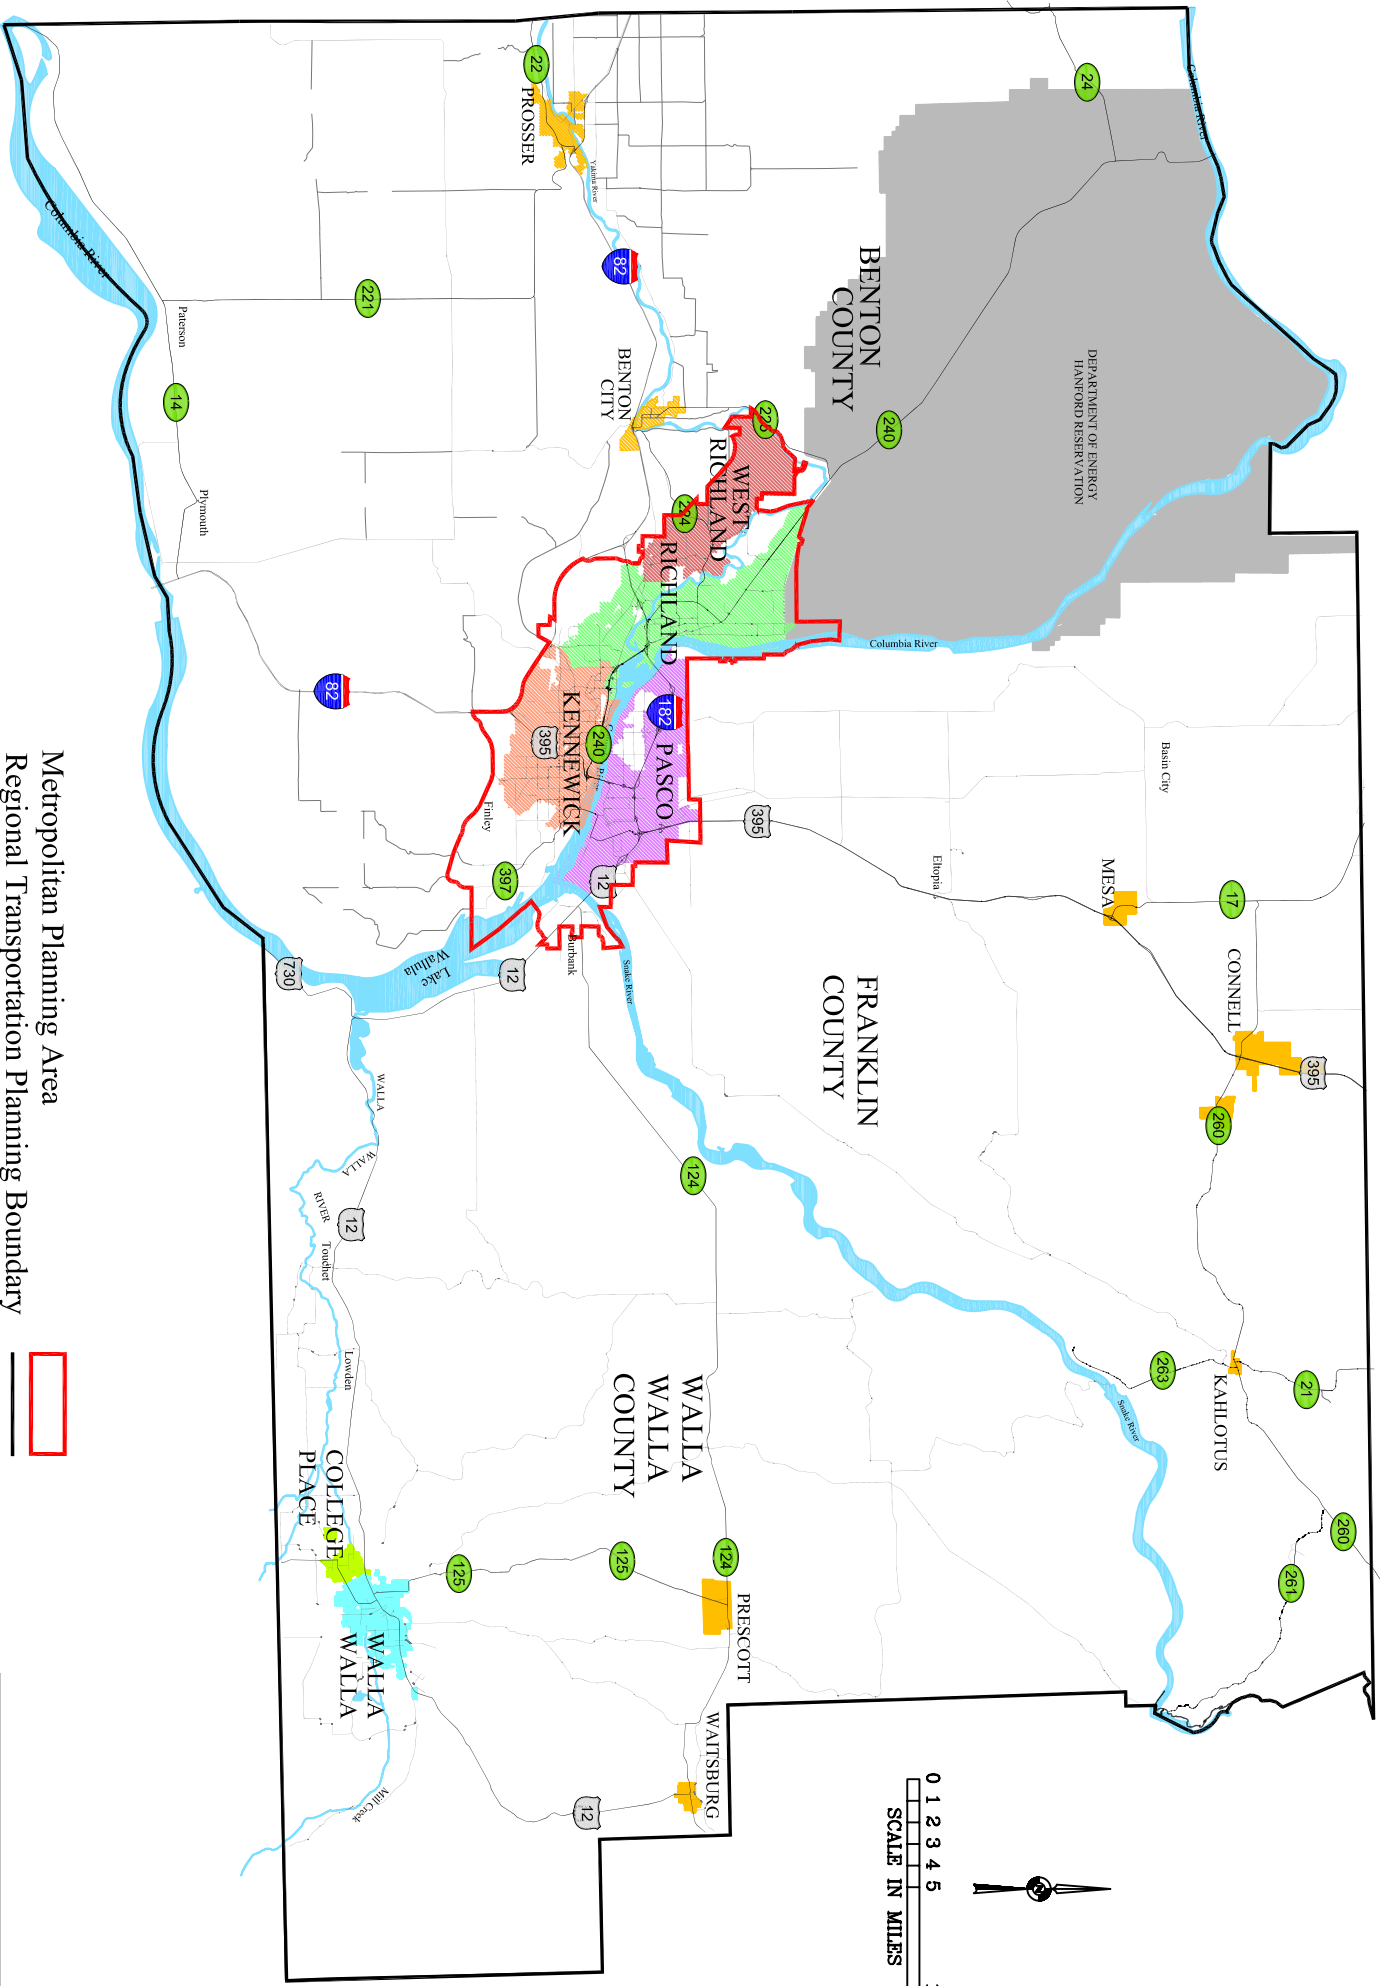 Columbia River
24
22
PROSSER
Yakima River
82
BENTON
COUNTY
DEPARTMENT OF ENERGY
HANFORD RESERVATION
240
Columbia River
221
Paterson
14
Plymouth
BENTON
CITY
WEST
RICHLAND
224
RICHLAND
Columbia River
82
KENNEWICK
395
240
182
PASCO
Finley
397
12
395
Basin City
Eltopia
MESA
17
CONNELL
395
260
FRANKLIN
COUNTY
Burbank
Snake River
Lake
Wallula
12
730
WALLA
WALLA
RIVER
12
Touchet
Lowden
124
WALLA
WALLA
COUNTY
263
21
KAHLOTUS
Snake River
260
261
COLLEGE
PLACE
125
125
124
PRESCOTT
WALLA
WALLA
WAITSBURG
12
Mill Creek
N
0 1 2 3 4 5
SCALE IN MILES
Metropolitan Planning Area
Regional Transportation Planning Boundary